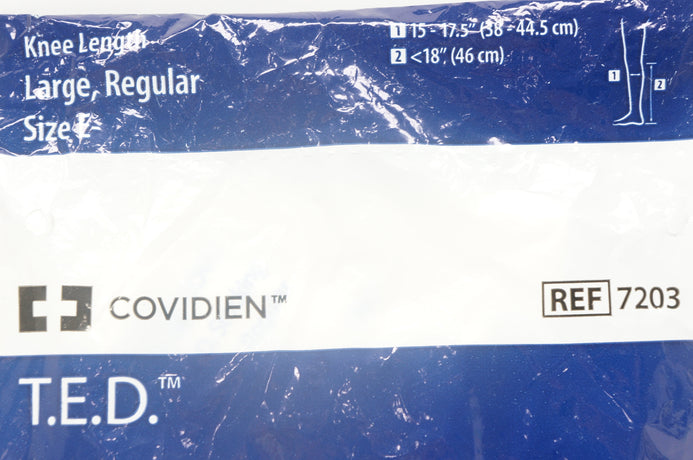 Knee Length
Large, Regular
Size
1 15 - 17.5" (38 - 44.5 cm)
2 <18" (46 cm)
1
2
COVIDIEN™
REF 7203
T.E.D.™